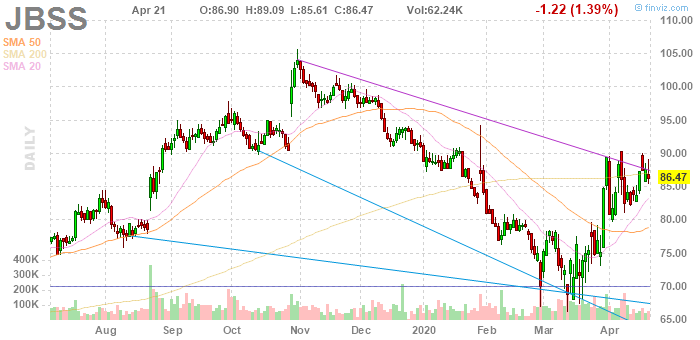 JBSS Apr 21 O:86.90 H:89.09 L:85.61 C:86.47 Vol:62.24K -1.22 (1.39%)
© finviz.com
SMA 50
SMA 200
SMA 20
DAILY
110.00
105.00
100.00
95.00
90.00
86.47
85.00
80.00
75.00
70.00
65.00
400K
300K
200K
100K
Aug Sep Oct Nov Dec 2020 Feb Mar Apr